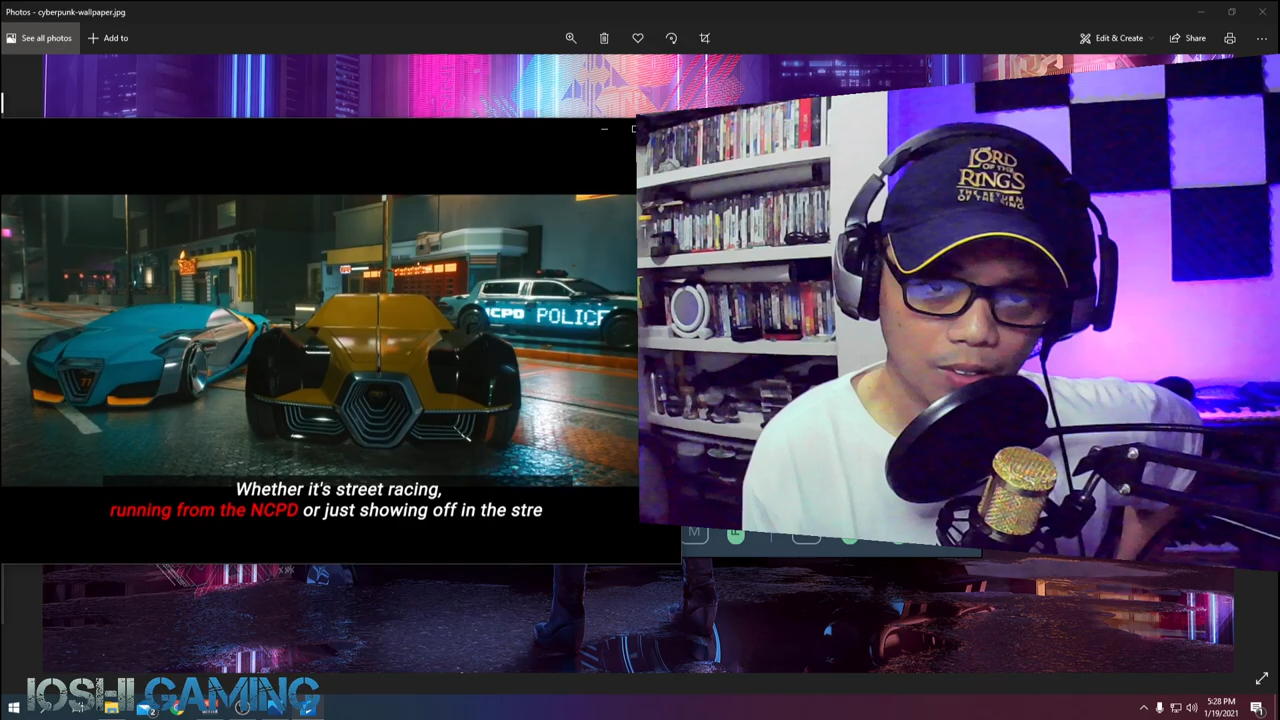 Photos - cyberpunk-wallpaper.jpg
See all photos
Add to
Edit & Create
Share
LORD
OF THE
RINGS
THE RETURN
OF THE KING
NCPD POLICE
77
Whether it's street racing,
running from the NCPD or just showing off in the stre
M
IOSHI GAMING
5:28 PM
1/19/2021